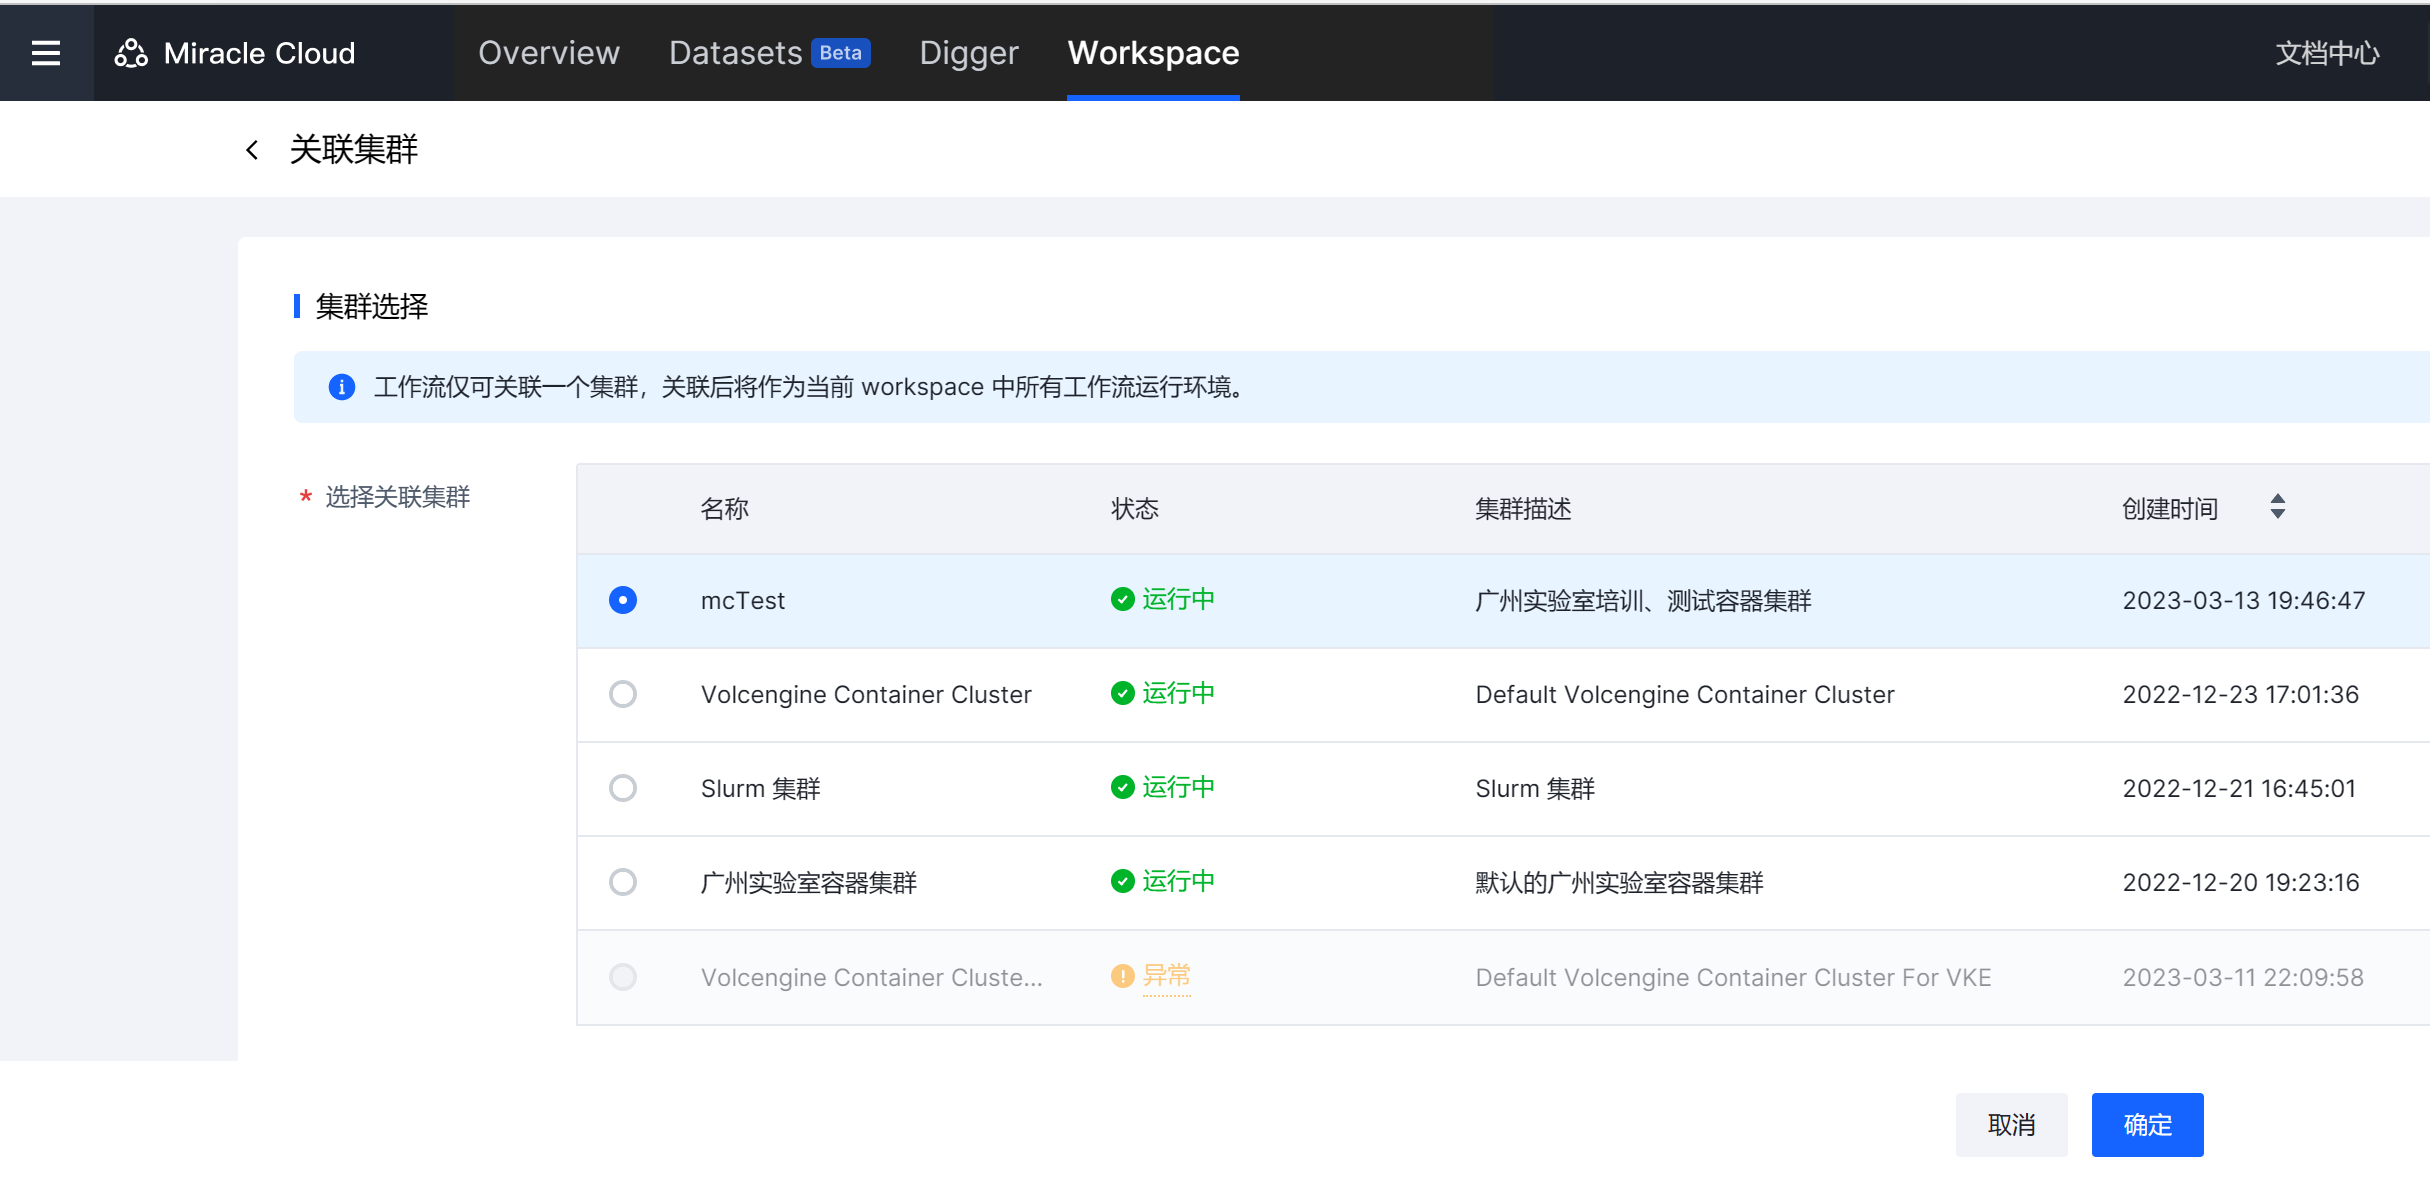 Miracle Cloud Overview Datasets Beta Digger Workspace 文档中心
关联集群
集群选择
工作流仅可关联一个集群，关联后将作为当前 workspace 中所有工作流运行环境。
* 选择关联集群
名称 状态 集群描述 创建时间
mcTest 运行中 广州实验室培训、测试容器集群 2023-03-13 19:46:47
Volcengine Container Cluster 运行中 Default Volcengine Container Cluster 2022-12-23 17:01:36
Slurm 集群 运行中 Slurm 集群 2022-12-21 16:45:01
广州实验室容器集群 运行中 默认的广州实验室容器集群 2022-12-20 19:23:16
Volcengine Container Cluste... 异常 Default Volcengine Container Cluster For VKE 2023-03-11 22:09:58
取消 确定